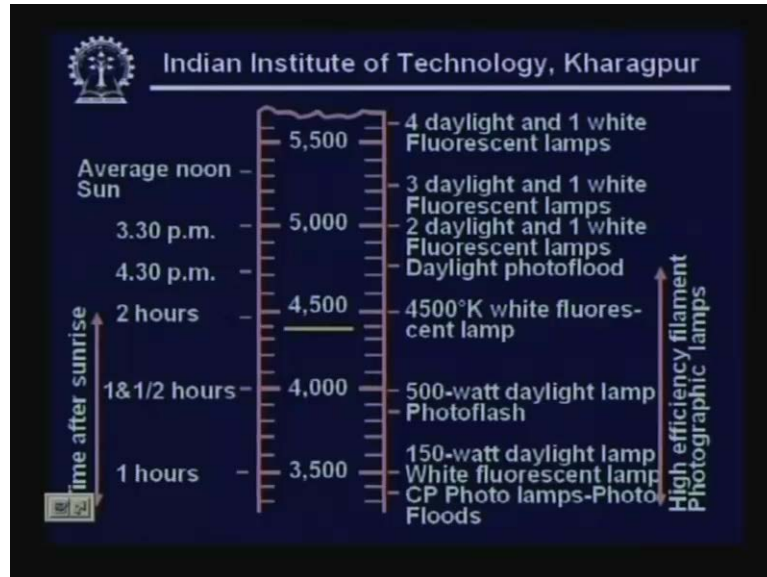 Indian Institute of Technology, Kharagpur
Average noon
Sun
3.30 p.m.
4.30 p.m.
2 hours
1&1/2 hours
1 hours
ime after sunrise
5,500
5,000
4,500
4,000
3,500
4 daylight and 1 white
Fluorescent lamps
3 daylight and 1 white
Fluorescent lamps
2 daylight and 1 white
Fluorescent lamps
Daylight photoflood
4500°K white fluores-
cent lamp
500-watt daylight lamp
Photoflash
150-watt daylight lamp
White fluorescent lamp
CP Photo lamps-Photo
Floods
High efficiency filament
Photographic lamps